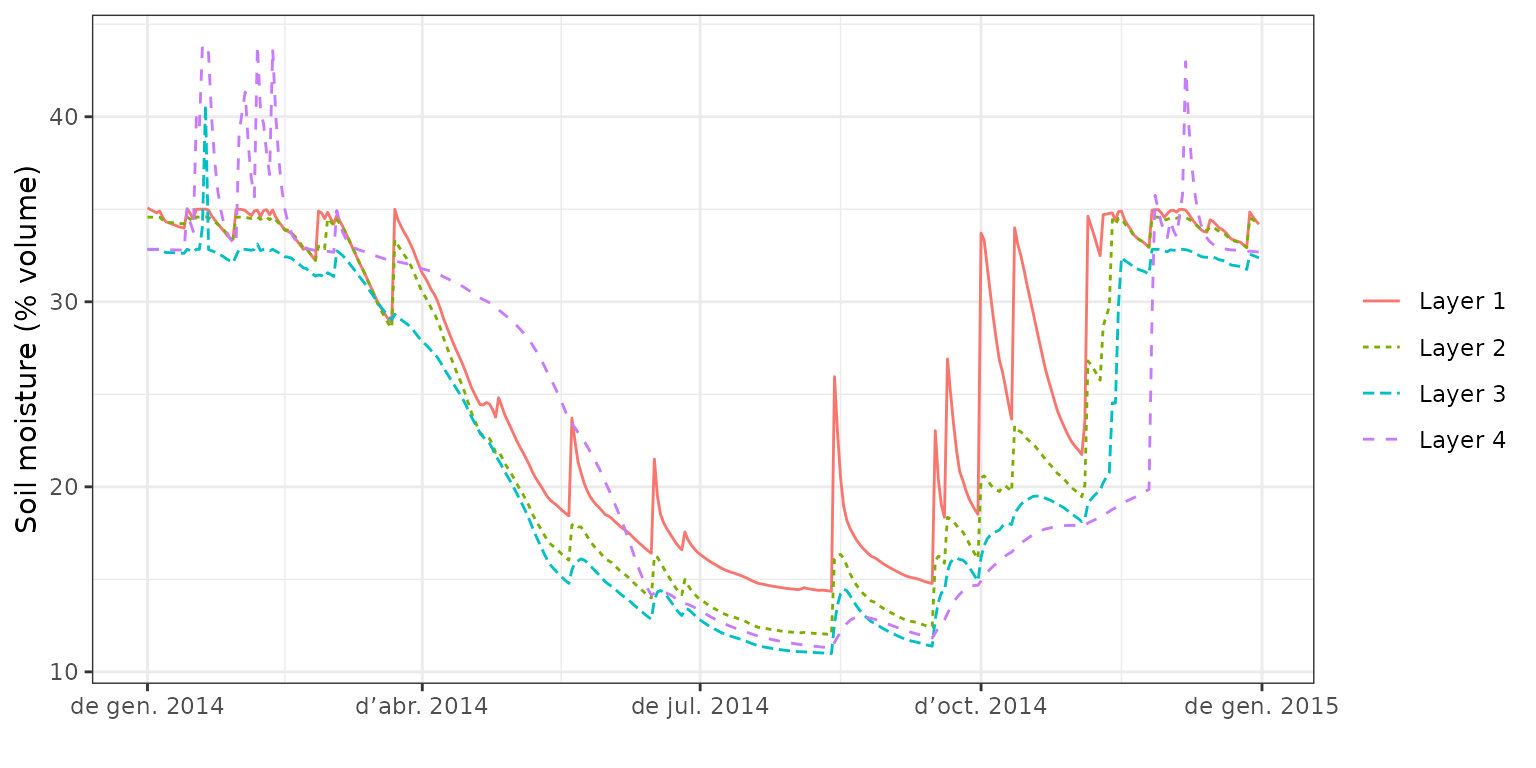 Soil moisture (% volume)
40
30
20
10
de gen. 2014
d’abr. 2014
de jul. 2014
d’oct. 2014
de gen. 2015
Layer 1
Layer 2
Layer 3
Layer 4